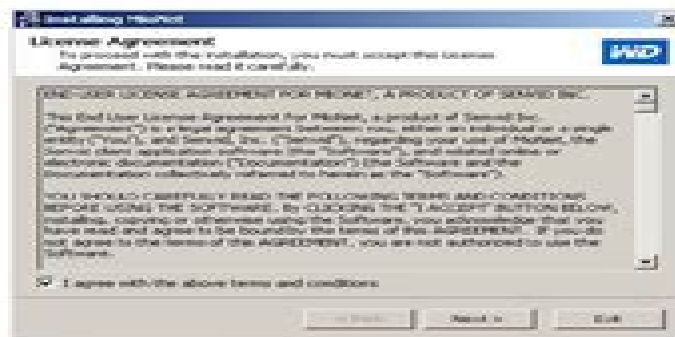 Installing MioNet
License Agreement
To proceed with the installation, you must accept this License
Agreement. Please read it carefully.
WD
END-USER LICENSE AGREEMENT FOR MIONET, A PRODUCT OF SENVID INC.
This End User License Agreement For MioNet, a product of Senvid Inc.
("Agreement") is a legal agreement between you, either an individual or a single
entity ("You"), and Senvid, Inc. ("Senvid"), regarding your use of MioNet, the
Senvid client application software (the "Software") and related online or
electronic documentation ("Documentation") (the Software and the
Documentation collectively referred to herein as the "Software").
YOU SHOULD CAREFULLY READ THE FOLLOWING TERMS AND CONDITIONS
BEFORE USING THE SOFTWARE. By CLICKING THE "I ACCEPT" BUTTON BELOW,
installing, copying or otherwise using the Software, you acknowledge that you
have read and agree to be bound by the terms of this AGREEMENT. If you do
not agree to the terms of this AGREEMENT, you are not authorized to use the
Software.
I agree with the above terms and conditions
< Back
Next >
Exit